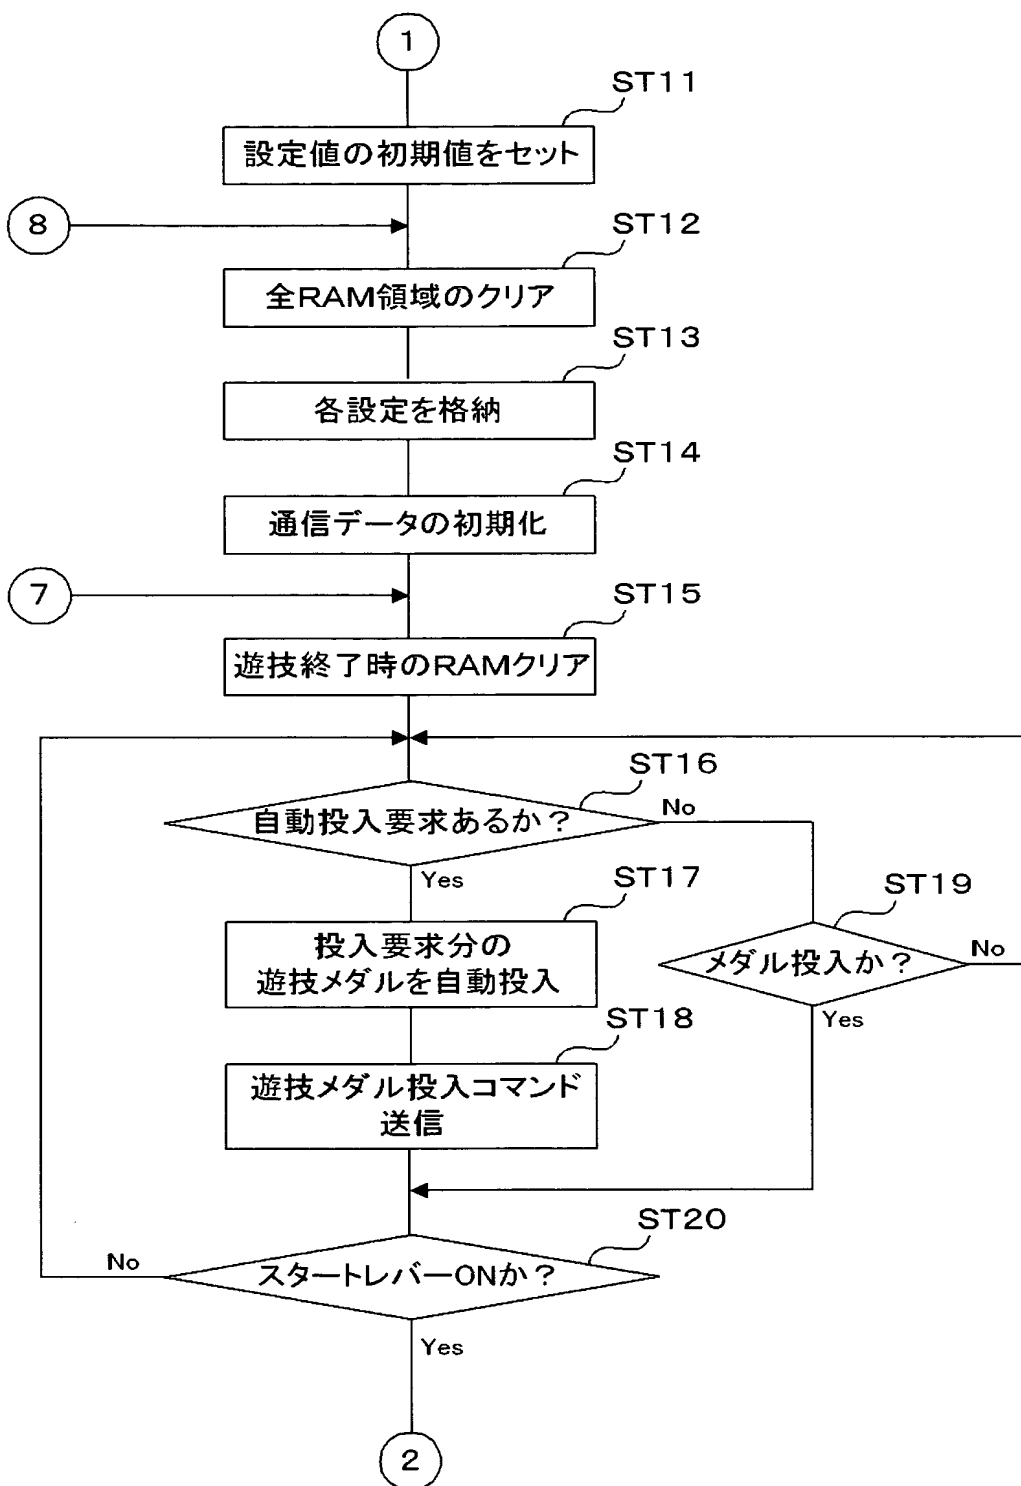 1
ST11
設定値の初期値をセット
8
ST12
全RAM領域のクリア
ST13
各設定を格納
ST14
通信データの初期化
7
ST15
遊技終了時のRAMクリア
ST16
自動投入要求あるか？
No
Yes
ST17
投入要求分の
遊技メダルを自動投入
ST19
メダル投入か？
No
Yes
ST18
遊技メダル投入コマンド
送信
ST20
スタートレバーONか？
No
Yes
2